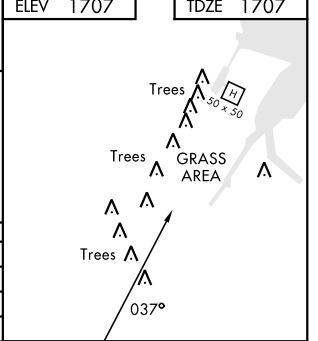 ELEV 1707
TDZE 1707
Trees
H
50 x 50
Trees
GRASS
AREA
Trees
037°